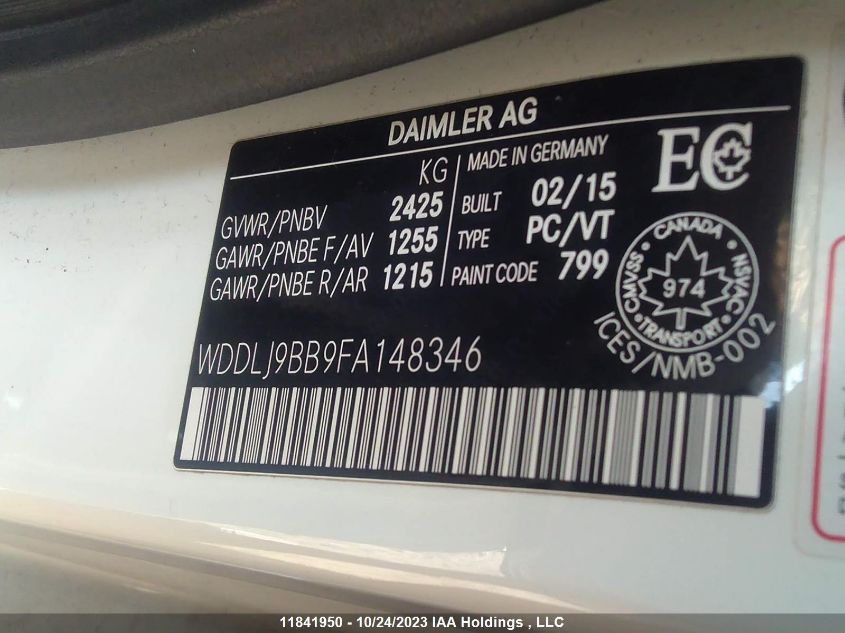 DAIMLER AG
KG
GVWR/PNBV 2425
GAWR/PNBE F/AV 1255
GAWR/PNBE R/AR 1215
MADE IN GERMANY
BUILT 02/15
TYPE PC/VT
PAINT CODE 799
EC
CANADA
CMVSS
NSVAC
974
TRANSPORT
ICES/NMB-002
WDDLJ9BB9FA148346
11841950 - 10/24/2023 IAA Holdings , LLC